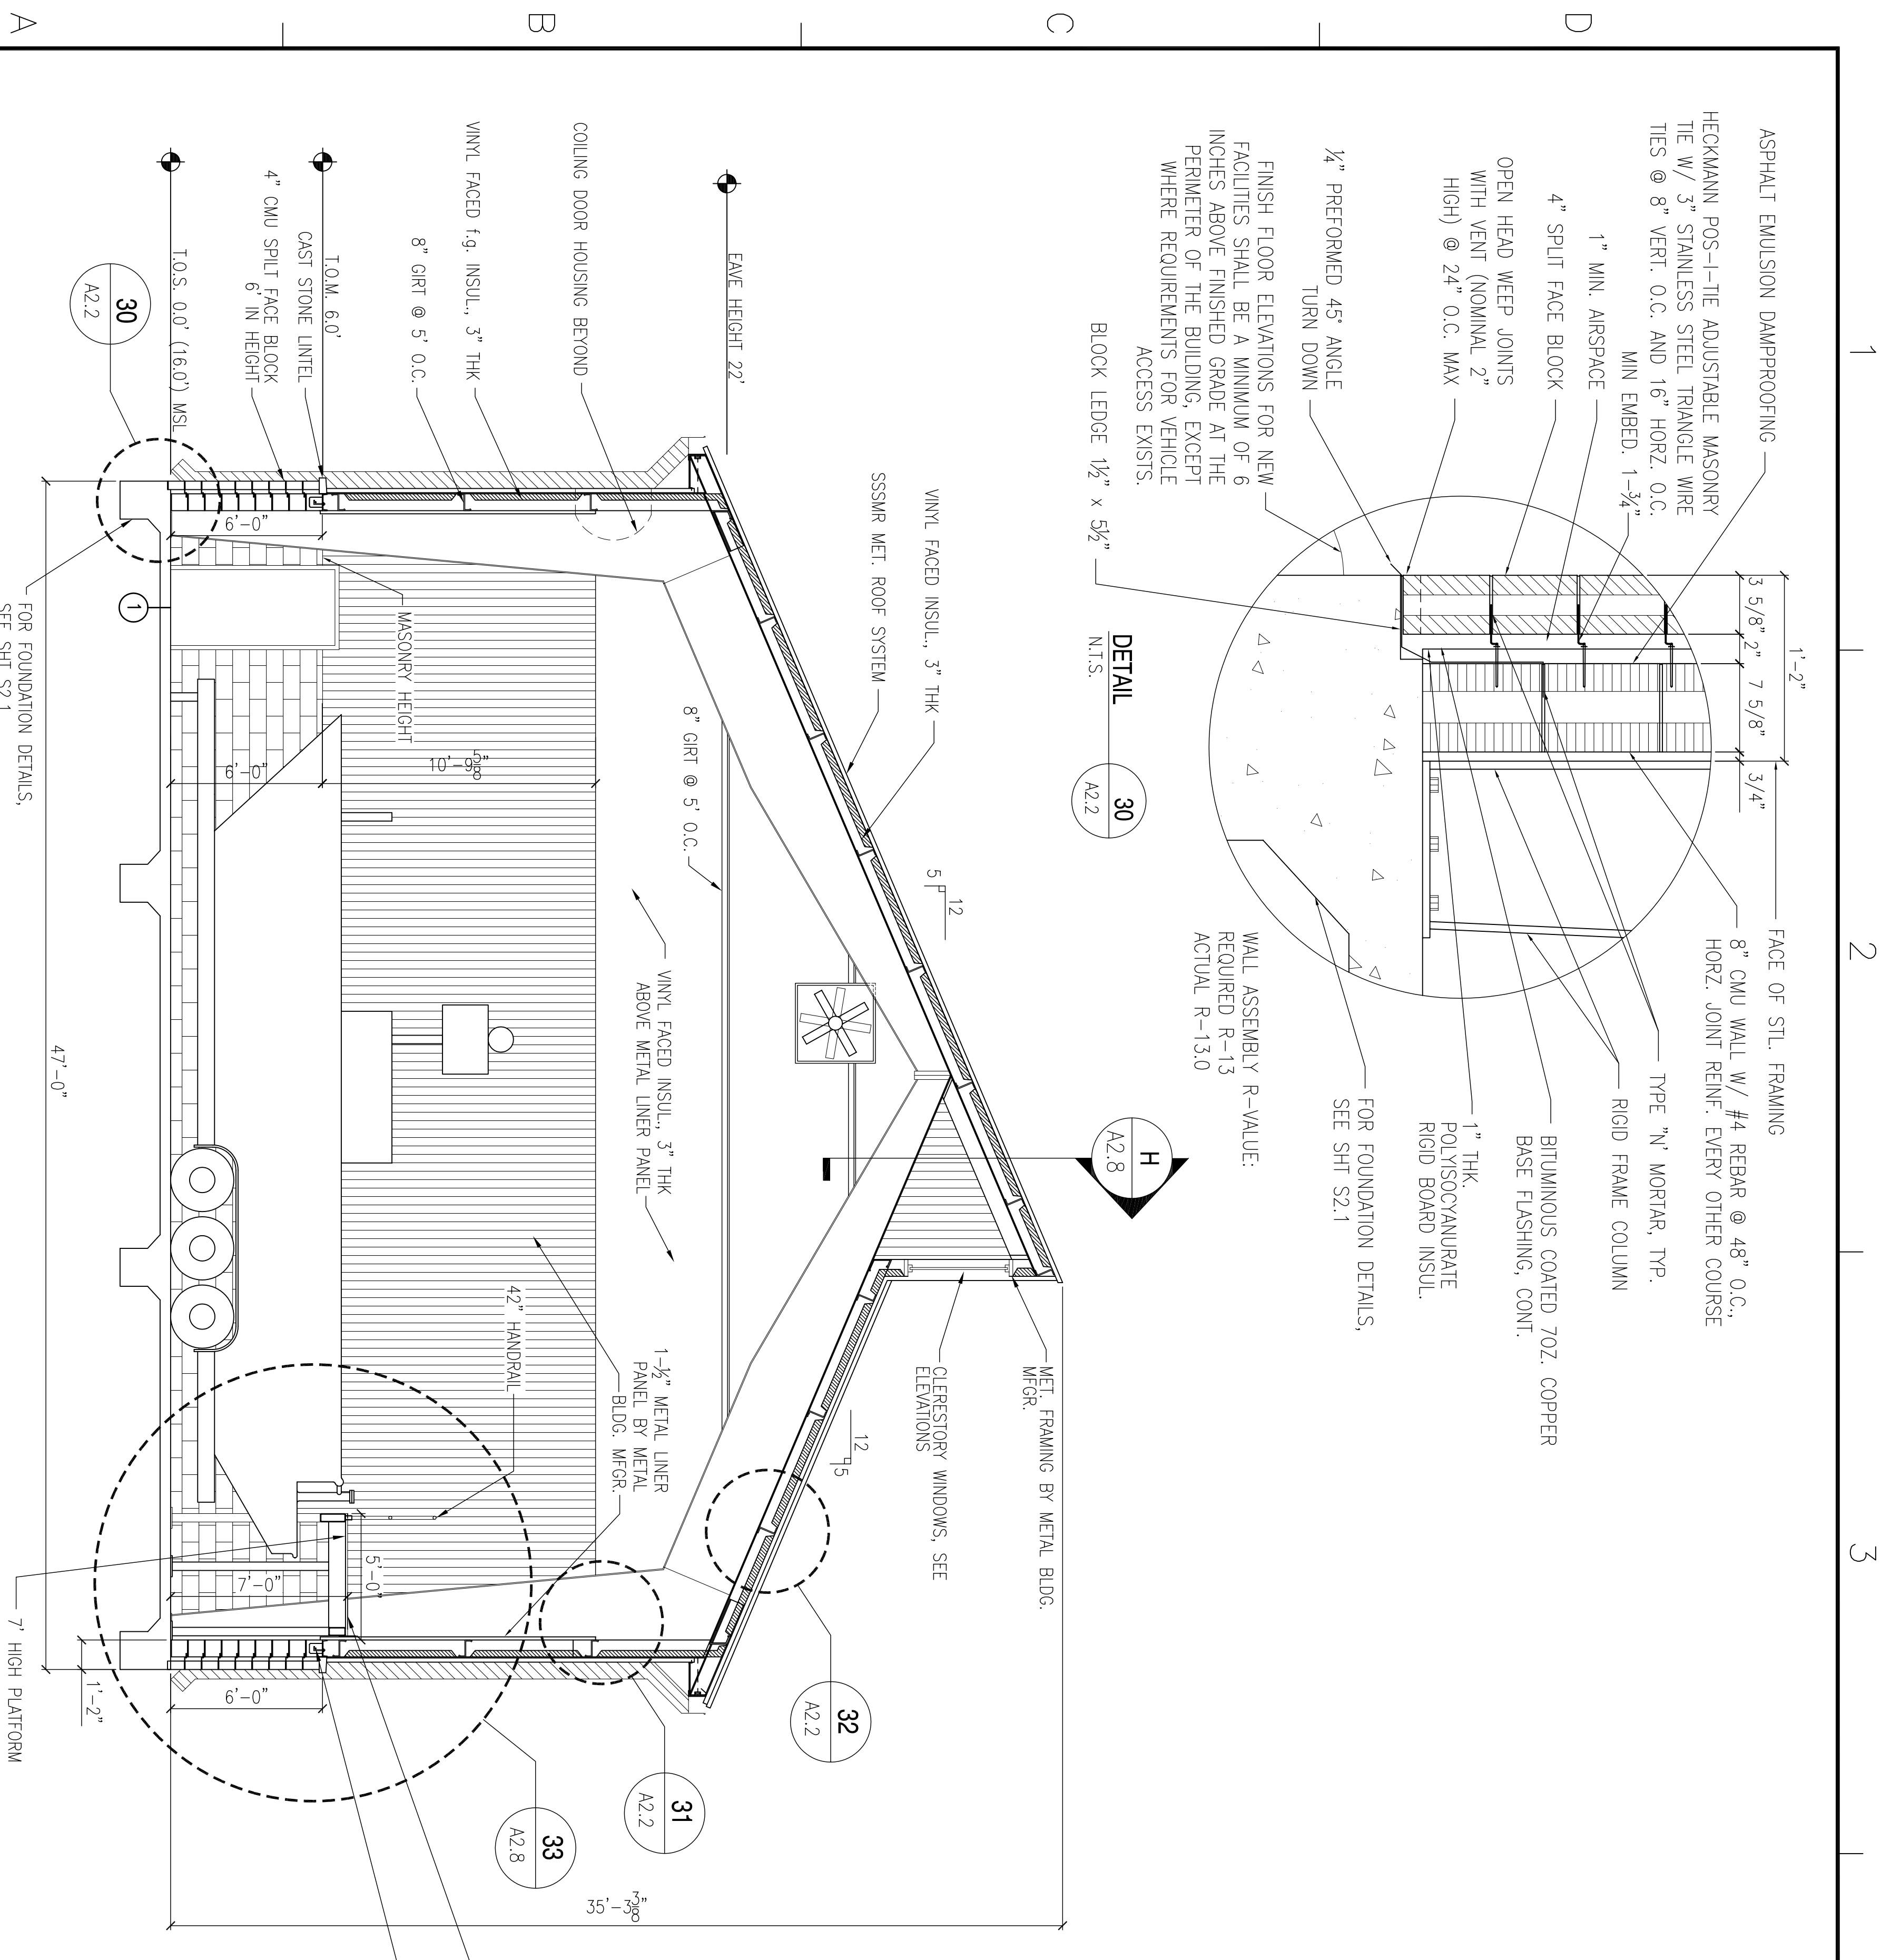 1
2
3
D
C
B
A
ASPHALT EMULSION DAMPPROOFING
HECKMANN POS-I-TIE ADJUSTABLE MASONRY
TIE W/ 3" STAINLESS STEEL TRIANGLE WIRE
TIES @ 8" VERT. O.C. AND 16" HORZ. O.C.
MIN EMBED. 1-¾"
1" MIN. AIRSPACE
4" SPLIT FACE BLOCK
OPEN HEAD WEEP JOINTS
WITH VENT (NOMINAL 2"
HIGH) @ 24" O.C. MAX
¼" PREFORMED 45° ANGLE
TURN DOWN
FINISH FLOOR ELEVATIONS FOR NEW
FACILITIES SHALL BE A MINIMUM OF 6
INCHES ABOVE FINISHED GRADE AT THE
PERIMETER OF THE BUILDING, EXCEPT
WHERE REQUIREMENTS FOR VEHICLE
ACCESS EXISTS.
BLOCK LEDGE 1½" x 5½"
1'-2"
3 5/8"
2"
7 5/8"
3/4"
FACE OF STL. FRAMING
8" CMU WALL W/ #4 REBAR @ 48" O.C.,
HORZ. JOINT REINF. EVERY OTHER COURSE
TYPE "N' MORTAR, TYP.
RIGID FRAME COLUMN
BITUMINOUS COATED 7OZ. COPPER
BASE FLASHING, CONT.
1" THK.
POLYISOCYANURATE
RIGID BOARD INSUL.
FOR FOUNDATION DETAILS,
SEE SHT S2.1
WALL ASSEMBLY R-VALUE:
REQUIRED R-13
ACTUAL R-13.0
DETAIL
N.T.S.
30
A2.2
H
A2.8
VINYL FACED INSUL., 3" THK
SSSMR MET. ROOF SYSTEM
12
5
MET. FRAMING BY METAL BLDG.
MFGR.
CLERESTORY WINDOWS, SEE
ELEVATIONS
12
5
EAVE HEIGHT 22'
8" GIRT @ 5' O.C.
COILING DOOR HOUSING BEYOND
VINYL FACED f.g. INSUL., 3" THK
8" GIRT @ 5' O.C.
VINYL FACED INSUL., 3" THK
ABOVE METAL LINER PANEL
1-½" METAL LINER
PANEL BY METAL
BLDG. MFGR.
32
A2.2
31
A2.2
33
A2.8
35'-3⅜"
T.O.M. 6.0'
CAST STONE LINTEL
4" CMU SPILT FACE BLOCK
6' IN HEIGHT
T.O.S. 0.0' (16.0') MSL
30
A2.2
6'-0"
MASONRY HEIGHT
10'-9⅝"
6'-0"
42" HANDRAIL
5'-0"
7'-0"
6'-0"
1'-2"
1
47'-0"
7' HIGH PLATFORM
FOR FOUNDATION DETAILS,
SEE SHT S2.1